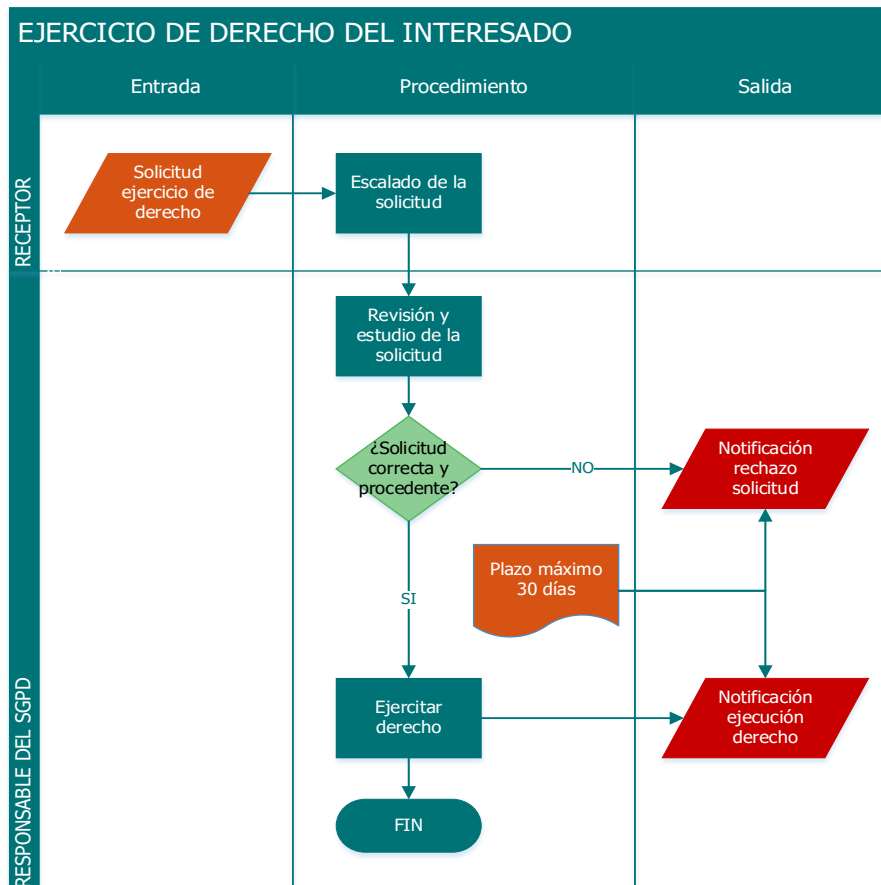 EJERCICIO DE DERECHO DEL INTERESADO
Entrada
Procedimiento
Salida
RECEPTOR
Solicitud
ejercicio de
derecho
Escalado de la
solicitud
RESPONSABLE DEL SGPD
Revisión y
estudio de la
solicitud
¿Solicitud
correcta y
procedente?
NO
Notificación
rechazo
solicitud
Plazo máximo
30 días
SI
Ejercitar
derecho
Notificación
ejecución
derecho
FIN